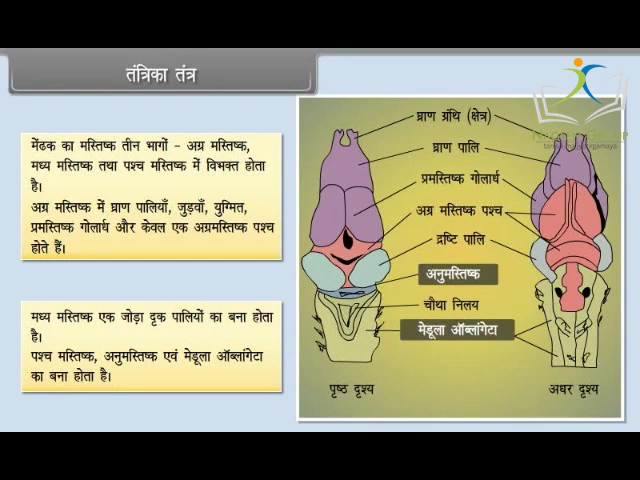 तंत्रिका तंत्र
मेंढक का मस्तिष्क तीन भागों - अग्र मस्तिष्क,
मध्य मस्तिष्क तथा पश्च मस्तिष्क में विभक्त होता
है।
अग्र मस्तिष्क में घ्राण पालियाँ, जुड़वाँ, युग्मित,
प्रमस्तिष्क गोलार्ध और केवल एक अग्रमस्तिष्क पश्च
होते हैं।
मध्य मस्तिष्क एक जोड़ा दृक पालियों का बना होता
है।
पश्च मस्तिष्क, अनुमस्तिष्क एवं मेडूला ऑब्लांगेटा
का बना होता है।
घ्राण ग्रंथि (क्षेत्र)
घ्राण पालि
प्रमस्तिष्क गोलार्ध
अग्र मस्तिष्क पश्च
द्रष्टि पालि
अनुमस्तिष्क
चौथा निलय
मेडूला ऑब्लांगेटा
पृष्ठ दृश्य
अधर दृश्य